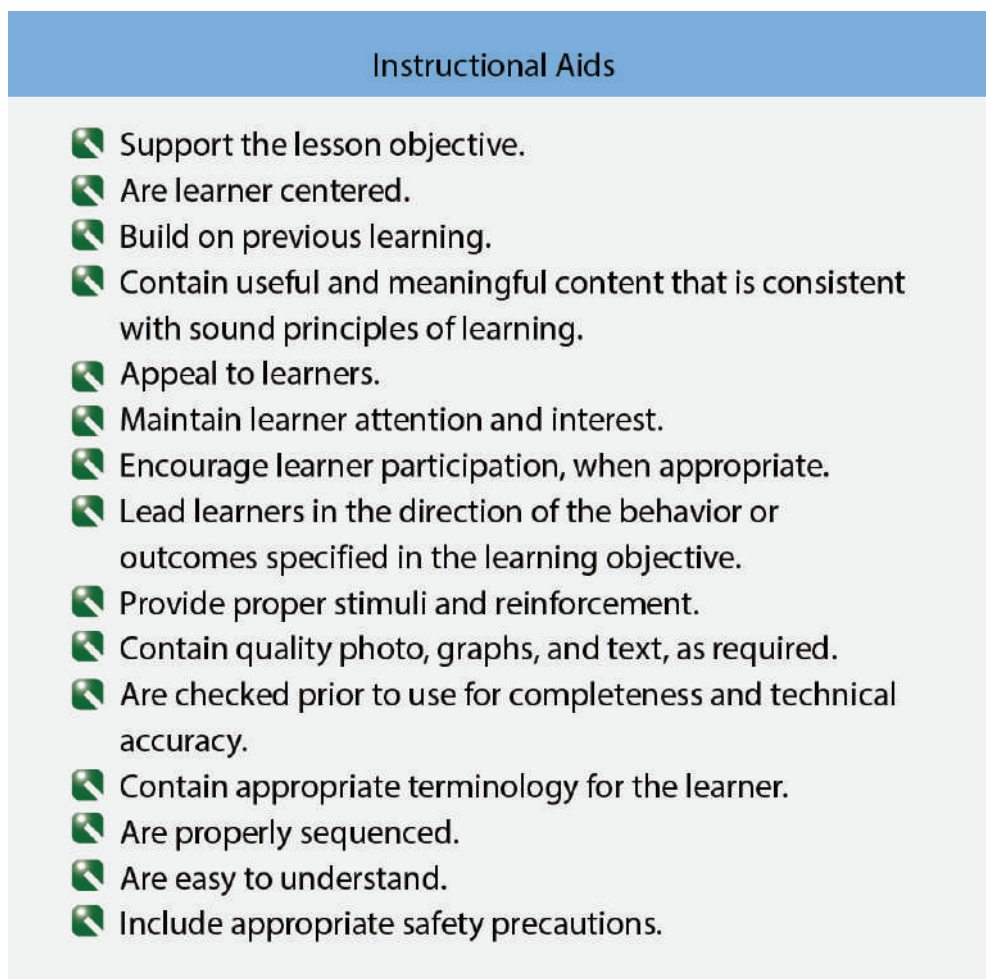 Instructional Aids
Support the lesson objective.
Are learner centered.
Build on previous learning.
Contain useful and meaningful content that is consistent
with sound principles of learning.
Appeal to learners.
Maintain learner attention and interest.
Encourage learner participation, when appropriate.
Lead learners in the direction of the behavior or
outcomes specified in the learning objective.
Provide proper stimuli and reinforcement.
Contain quality photo, graphs, and text, as required.
Are checked prior to use for completeness and technical
accuracy.
Contain appropriate terminology for the learner.
Are properly sequenced.
Are easy to understand.
Include appropriate safety precautions.